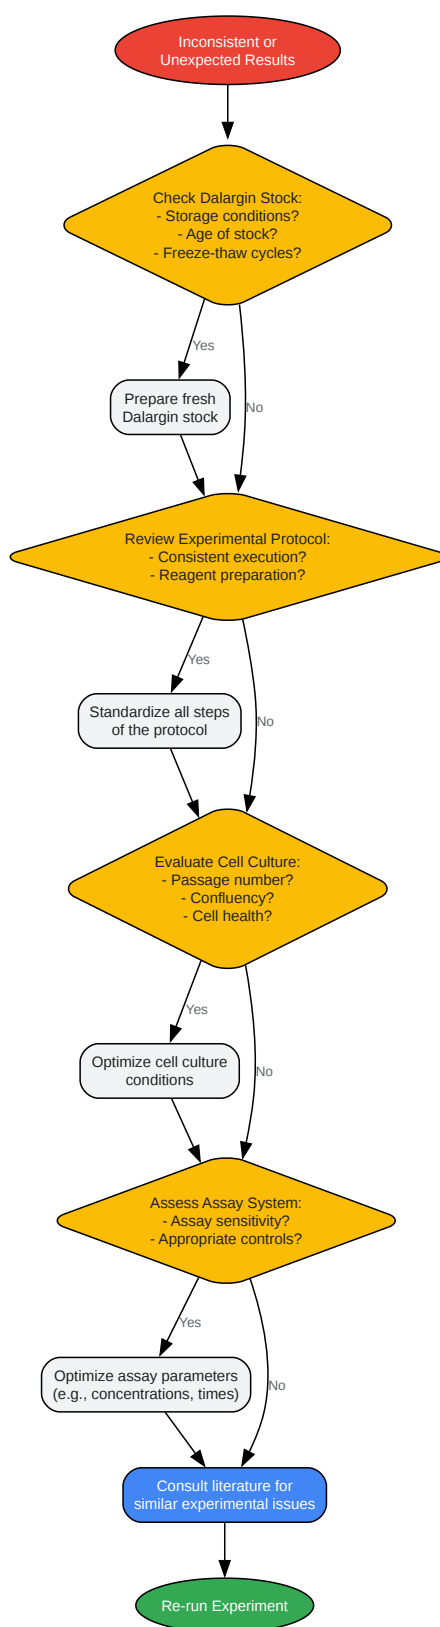 Inconsistent or
Unexpected Results
Check Dalargin Stock:
- Storage conditions?
- Age of stock?
- Freeze-thaw cycles?
Yes
Prepare fresh
Dalargin stock
No
Review Experimental Protocol:
- Consistent execution?
- Reagent preparation?
Yes
Standardize all steps
of the protocol
No
Evaluate Cell Culture:
- Passage number?
- Confluency?
- Cell health?
Yes
Optimize cell culture
conditions
No
Assess Assay System:
- Assay sensitivity?
- Appropriate controls?
Yes
Optimize assay parameters
(e.g., concentrations, times)
No
Consult literature for
similar experimental issues
Re-run Experiment